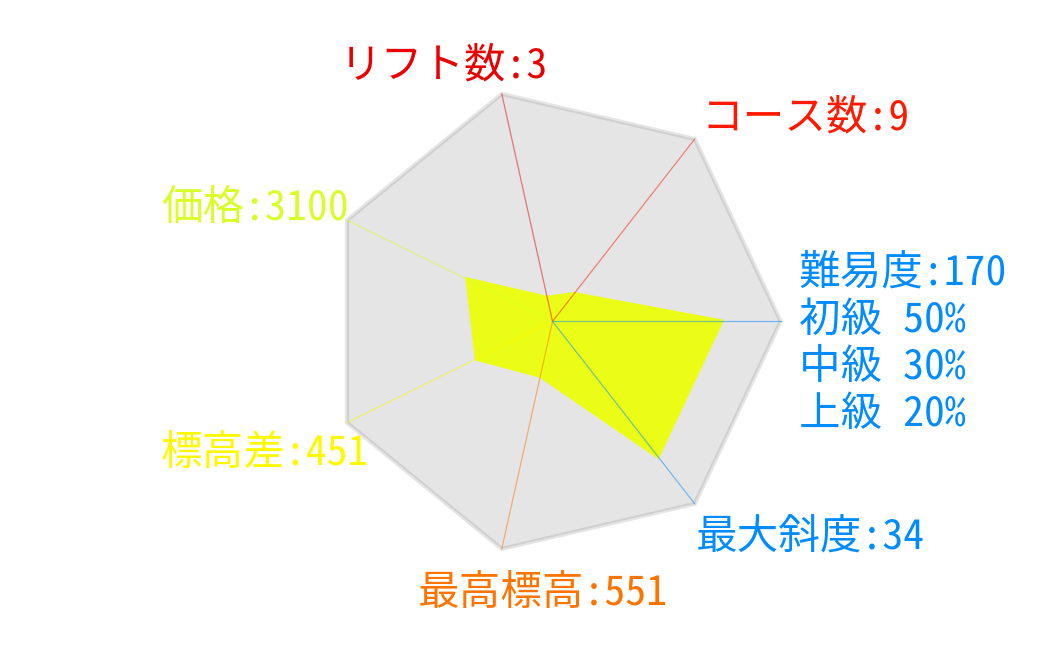 リフト数:3
コース数:9
価格:3100
難易度:170
初級 50%
中級 30%
上級 20%
標高差:451
最大斜度:34
最高標高:551